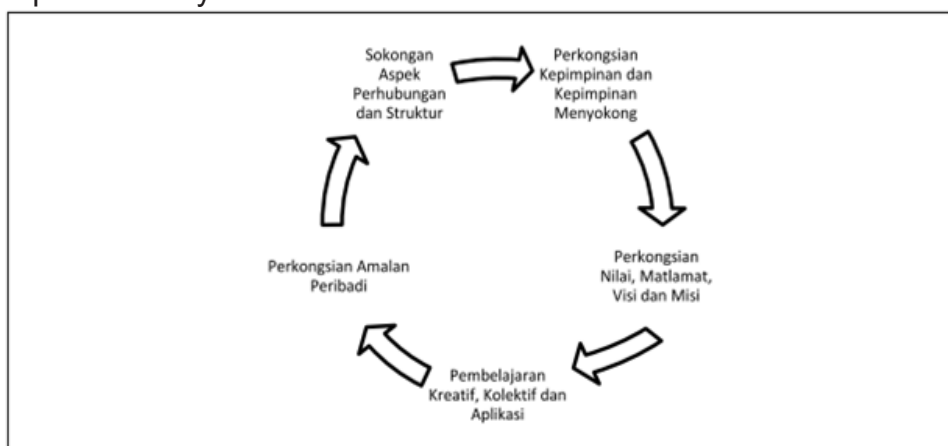 Sokongan
Aspek
Perhubungan
dan Struktur
Perkongsian
Kepimpinan dan
Kepimpinan
Menyokong
Perkongsian
Nilai, Matlamat,
Visi dan Misi
Pembelajaran
Kreatif, Kolektif dan
Aplikasi
Perkongsian Amalan
Peribadi